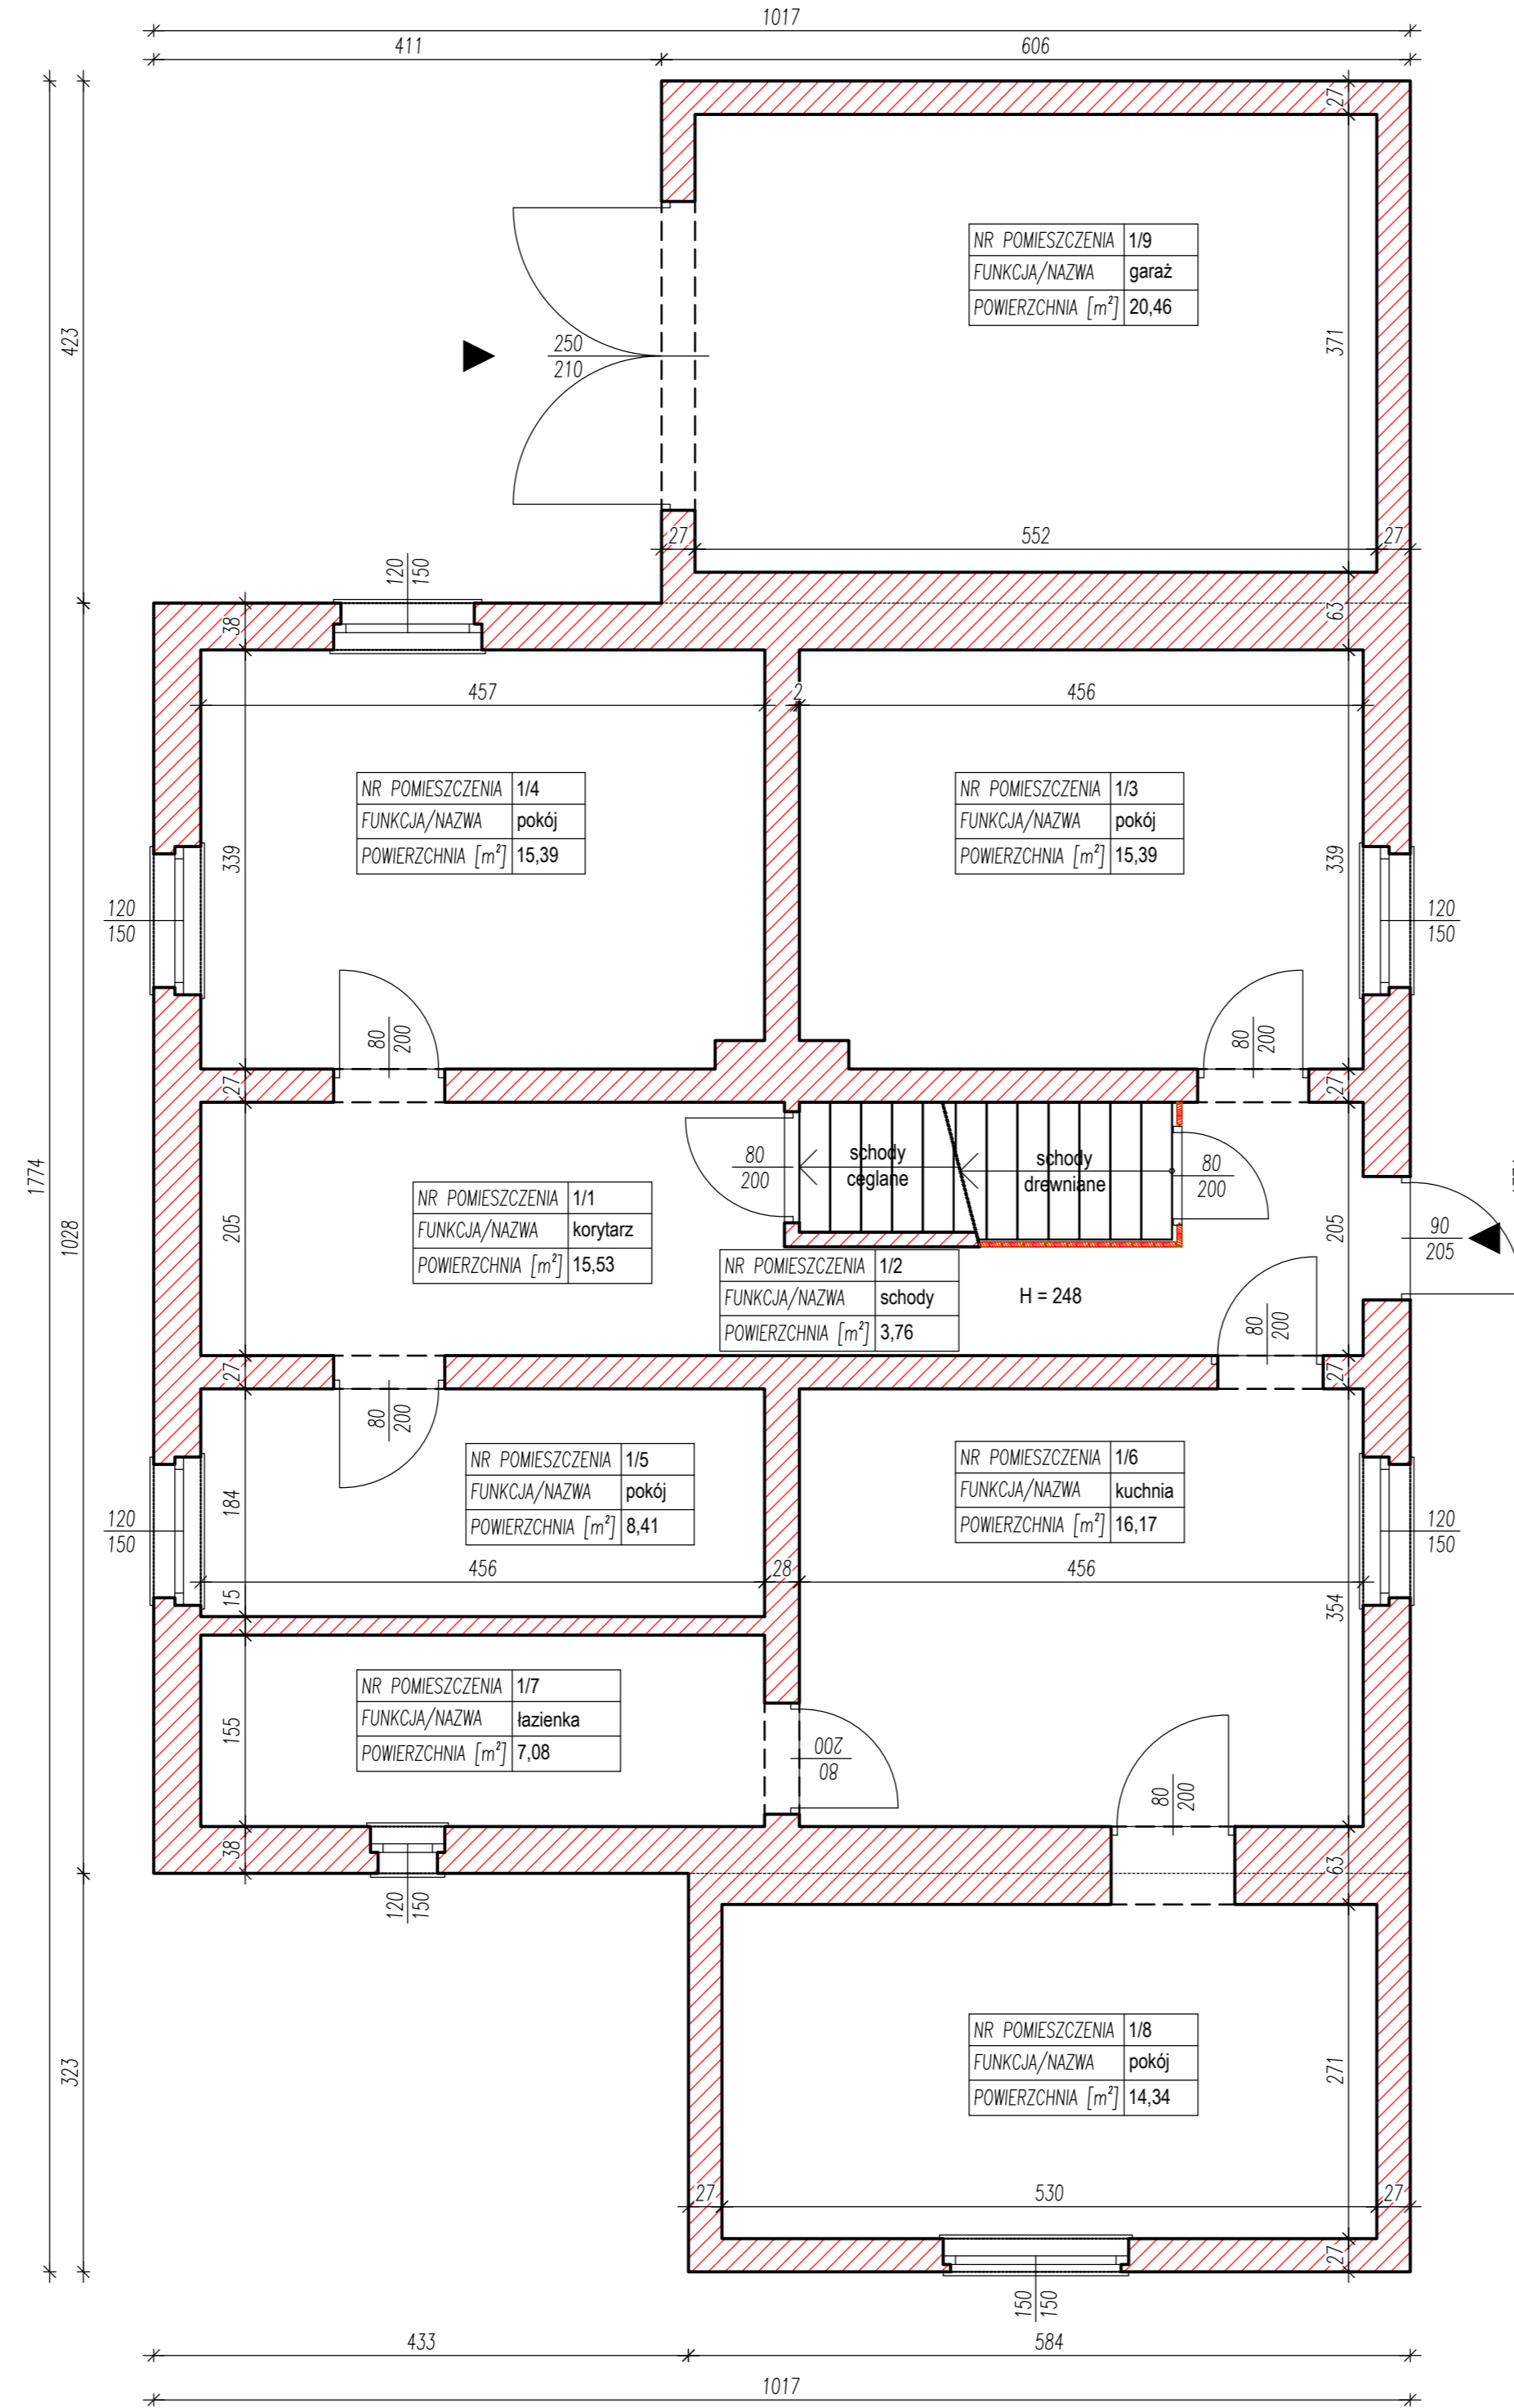 1017
411
606
27
NR POMIESZCZENIA 1/9
FUNKCJA/NAZWA garaż
POWIERZCHNIA [m²] 20,46
423
371
250
210
27
552
27
120
150
38
63
457
2
456
NR POMIESZCZENIA 1/4
FUNKCJA/NAZWA pokój
POWIERZCHNIA [m²] 15,39
NR POMIESZCZENIA 1/3
FUNKCJA/NAZWA pokój
POWIERZCHNIA [m²] 15,39
339
339
120
150
120
150
80
200
80
200
27
27
1774
1028
schody
ceglane
schody
drewniane
80
200
80
200
NR POMIESZCZENIA 1/1
FUNKCJA/NAZWA korytarz
POWIERZCHNIA [m²] 15,53
205
205
90
205
NR POMIESZCZENIA 1/2
FUNKCJA/NAZWA schody
POWIERZCHNIA [m²] 3,76
H = 248
80
200
27
27
80
200
NR POMIESZCZENIA 1/5
FUNKCJA/NAZWA pokój
POWIERZCHNIA [m²] 8,41
NR POMIESZCZENIA 1/6
FUNKCJA/NAZWA kuchnia
POWIERZCHNIA [m²] 16,17
184
120
150
120
150
456
28
456
15
354
NR POMIESZCZENIA 1/7
FUNKCJA/NAZWA łazienka
POWIERZCHNIA [m²] 7,08
155
80
200
80
200
38
63
120
150
NR POMIESZCZENIA 1/8
FUNKCJA/NAZWA pokój
POWIERZCHNIA [m²] 14,34
323
271
27
530
27
27
150
150
433
584
1017